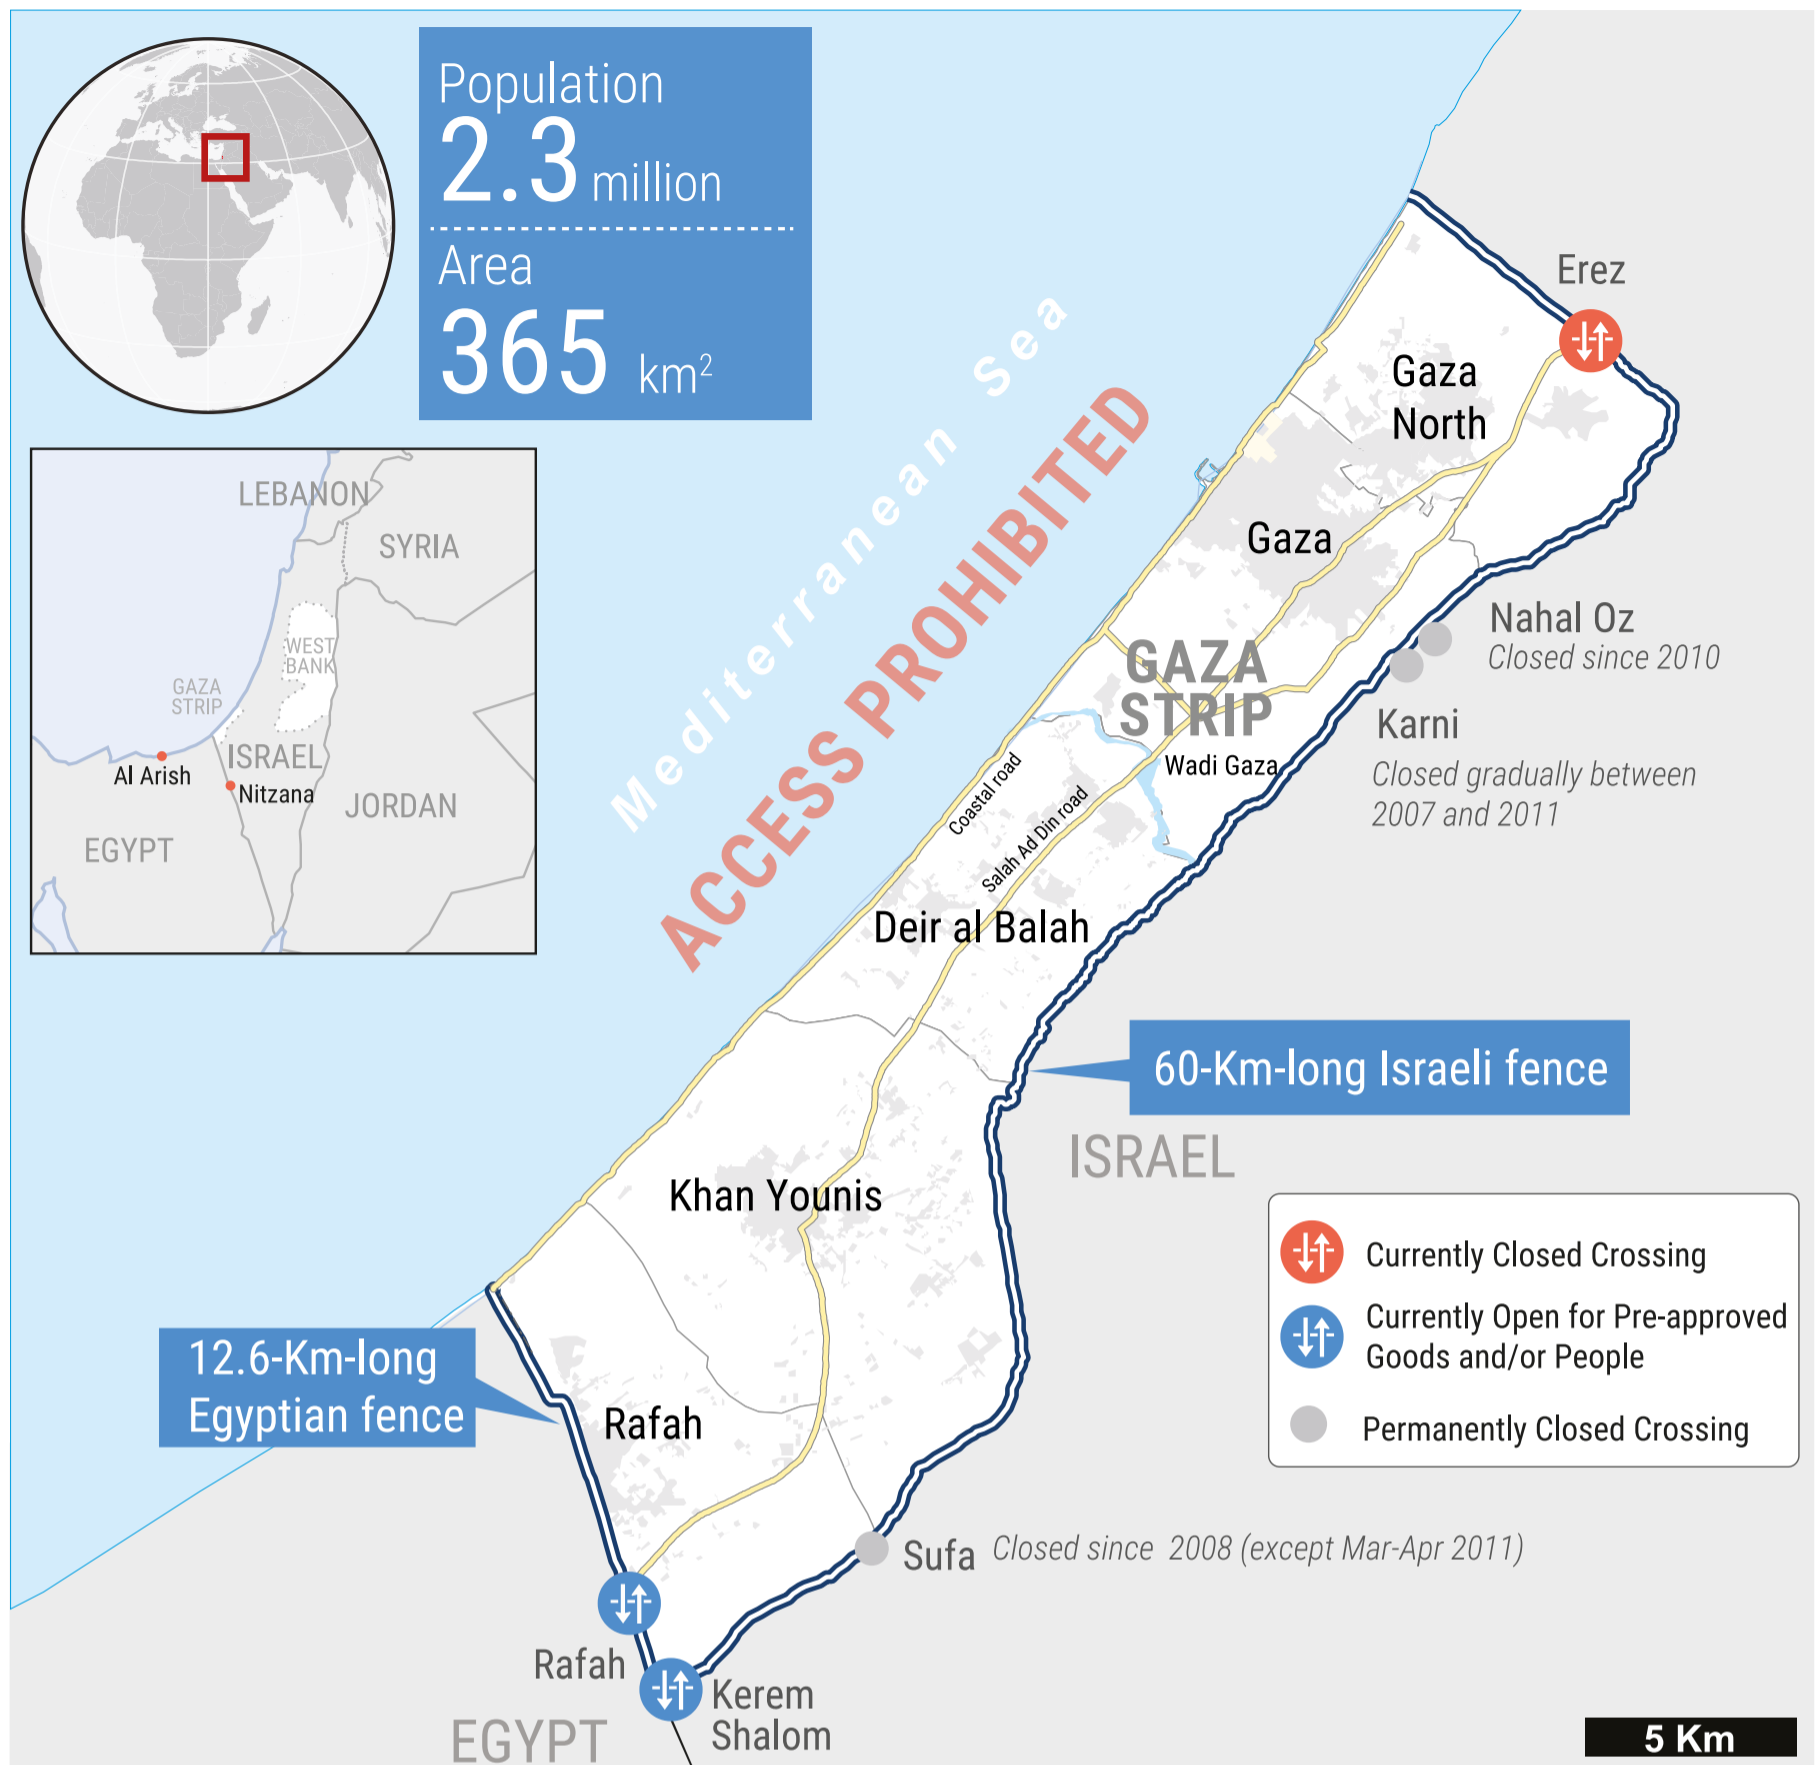 Population
2.3 million
Area
365 km²
LEBANON
SYRIA
WEST
BANK
GAZA
STRIP
ISRAEL
Al Arish
Nitzana
JORDAN
EGYPT
Mediterranean Sea
ACCESS PROHIBITED
Erez
Gaza
North
Gaza
Nahal Oz
Closed since 2010
GAZA
STRIP
Karni
Closed gradually between
2007 and 2011
Wadi Gaza
Coastal road
Salah Ad Din road
Deir al Balah
60-Km-long Israeli fence
ISRAEL
Khan Younis
Currently Closed Crossing
Currently Open for Pre-approved
Goods and/or People
Permanently Closed Crossing
12.6-Km-long
Egyptian fence
Rafah
Sufa Closed since 2008 (except Mar-Apr 2011)
Rafah
Kerem
Shalom
EGYPT
5 Km